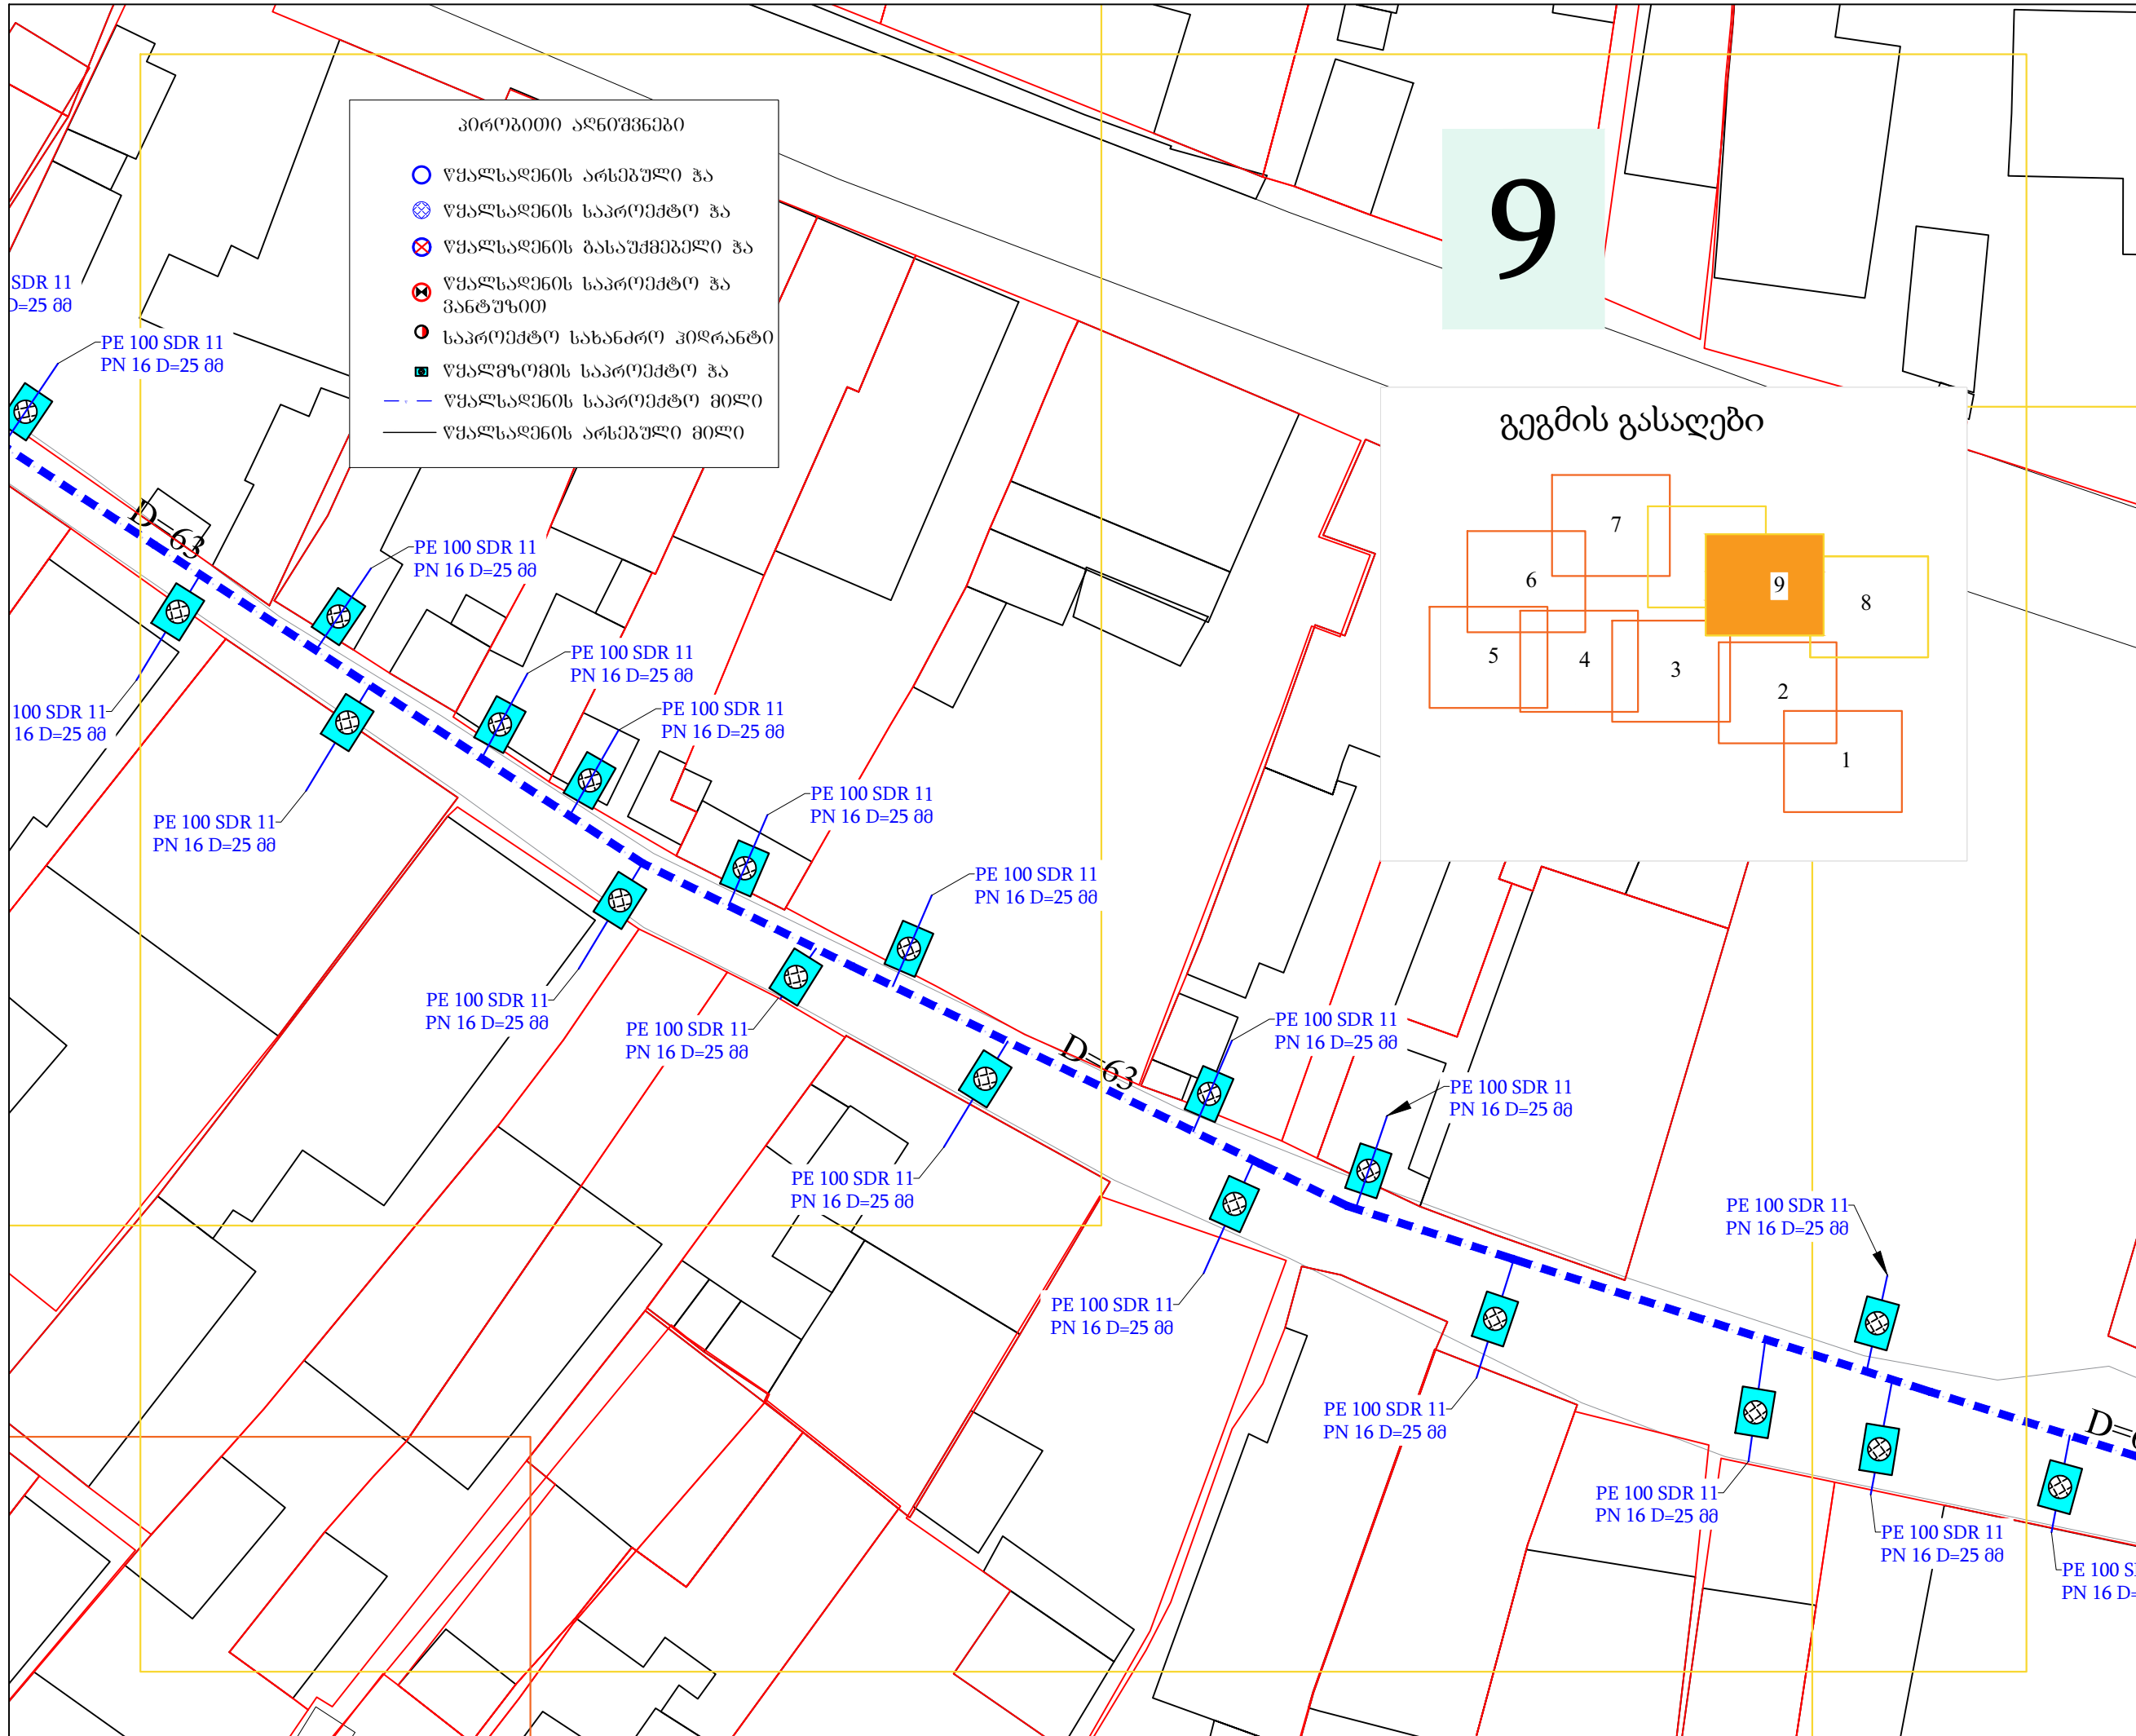 პირობითი აღნიშვნები
წყალსადენის არსებული ჭა
წყალსადენის საპროექტო ჭა
წყალსადენის გასაუქმებელი ჭა
წყალსადენის საპროექტო ჭა
ვანტუზით
საპროექტო სახანძრო ჰიდრანტი
წყალმზომის საპროექტო ჭა
წყალსადენის საპროექტო მილი
წყალსადენის არსებული მილი
9
გეგმის გასაღები
7
6
9
8
5
4
3
2
1
SDR 11
D=25 მმ
PE 100 SDR 11
PN 16 D=25 მმ
D=63
PE 100 SDR 11
PN 16 D=25 მმ
PE 100 SDR 11
PN 16 D=25 მმ
100 SDR 11
16 D=25 მმ
PE 100 SDR 11
PN 16 D=25 მმ
PE 100 SDR 11
PN 16 D=25 მმ
PE 100 SDR 11
PN 16 D=25 მმ
PE 100 SDR 11
PN 16 D=25 მმ
PE 100 SDR 11
PN 16 D=25 მმ
PE 100 SDR 11
PN 16 D=25 მმ
D=63
PE 100 SDR 11
PN 16 D=25 მმ
PE 100 SDR 11
PN 16 D=25 მმ
PE 100 SDR 11
PN 16 D=25 მმ
PE 100 SDR 11
PN 16 D=25 მმ
PE 100 SDR 11
PN 16 D=25 მმ
PE 100 SDR 11
PN 16 D=25 მმ
D=6
PE 100 SDR 11
PN 16 D=25 მმ
PE 100 SDR 11
PN 16 D=25 მმ
PE 100 S
PN 16 D=